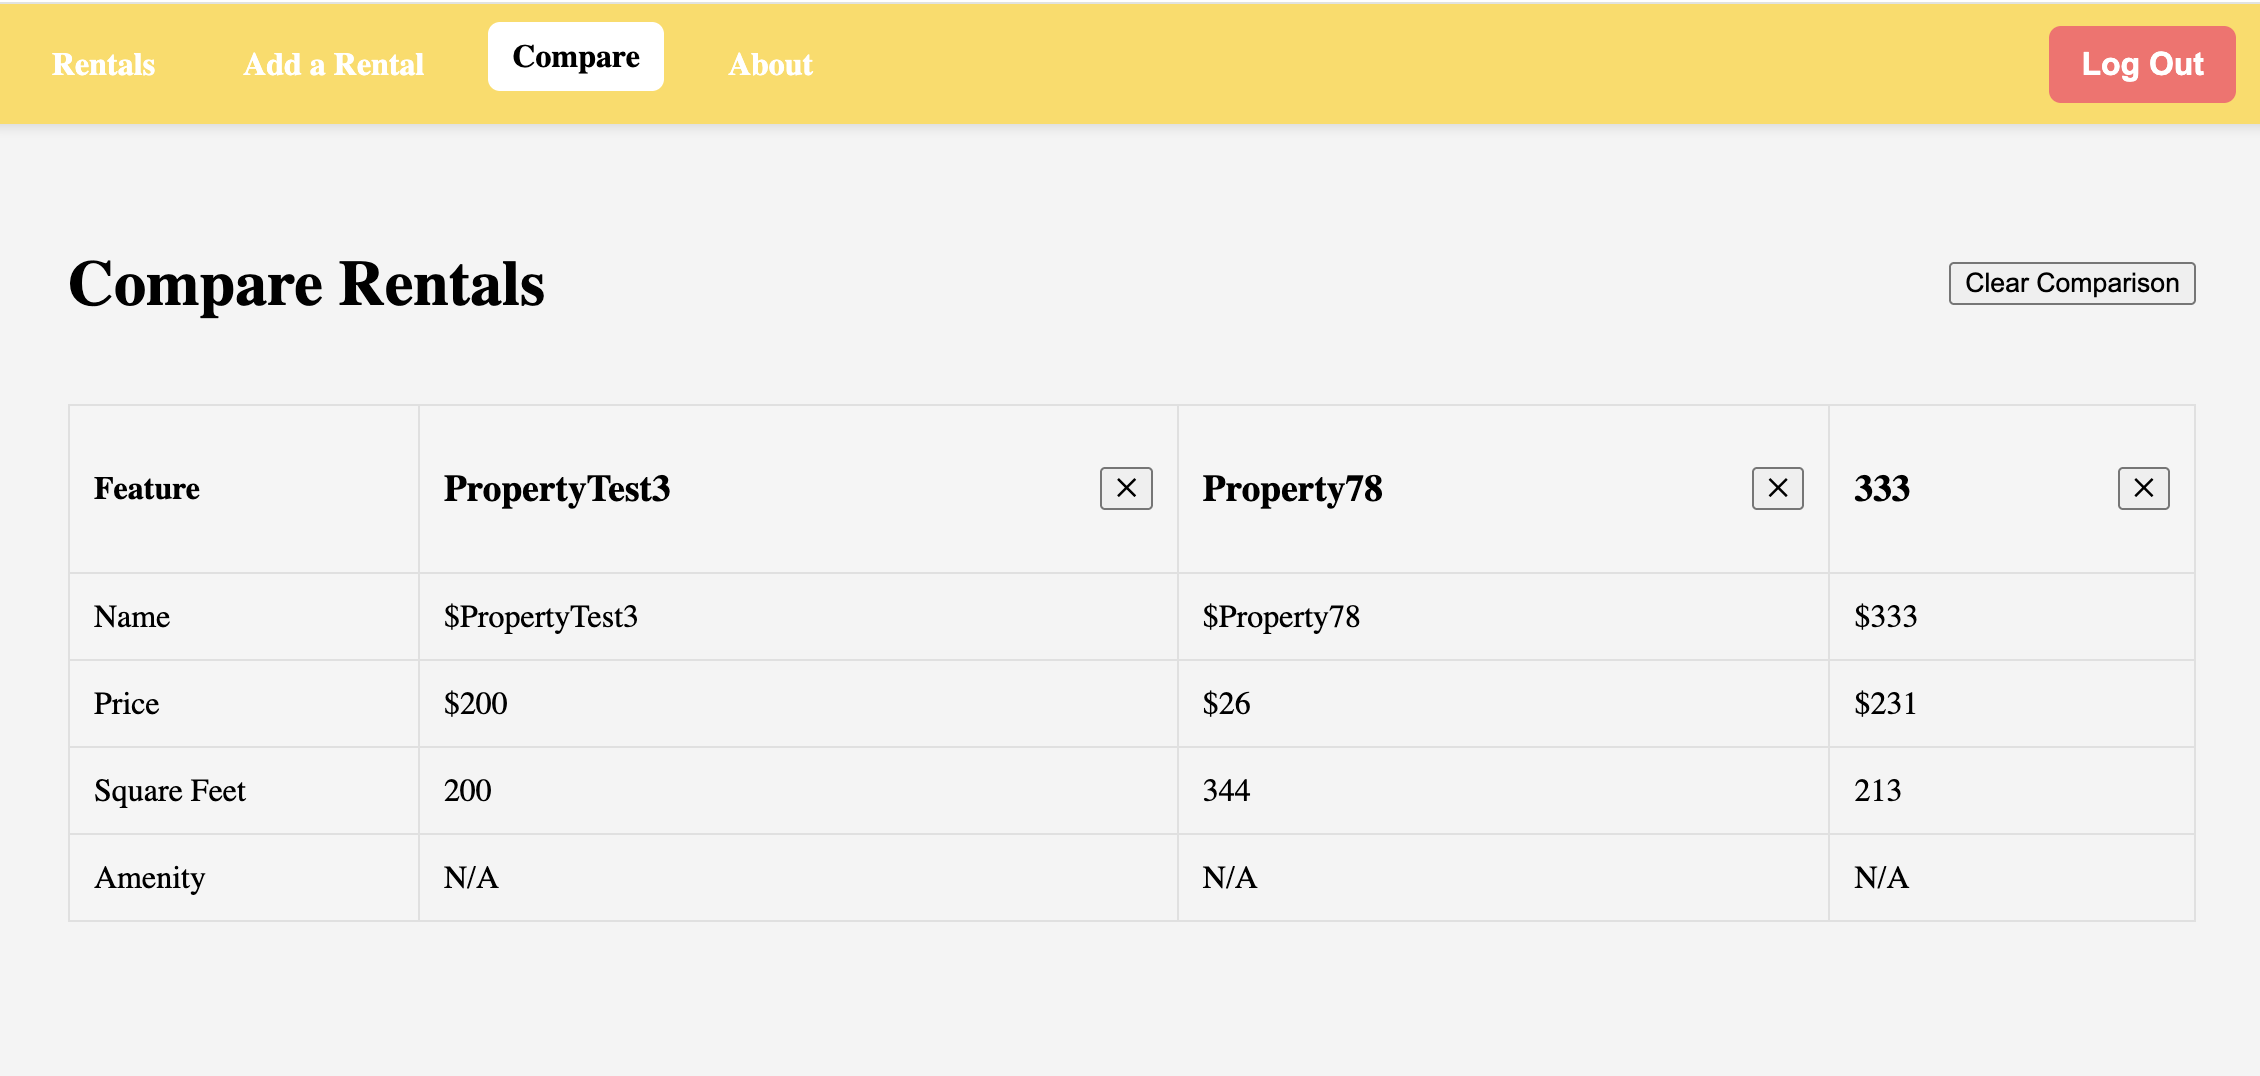 Rentals Add a Rental Compare About Log Out
Compare Rentals Clear Comparison
Feature PropertyTest3 × Property78 × 333 ×
Name $PropertyTest3 $Property78 $333
Price $200 $26 $231
Square Feet 200 344 213
Amenity N/A N/A N/A